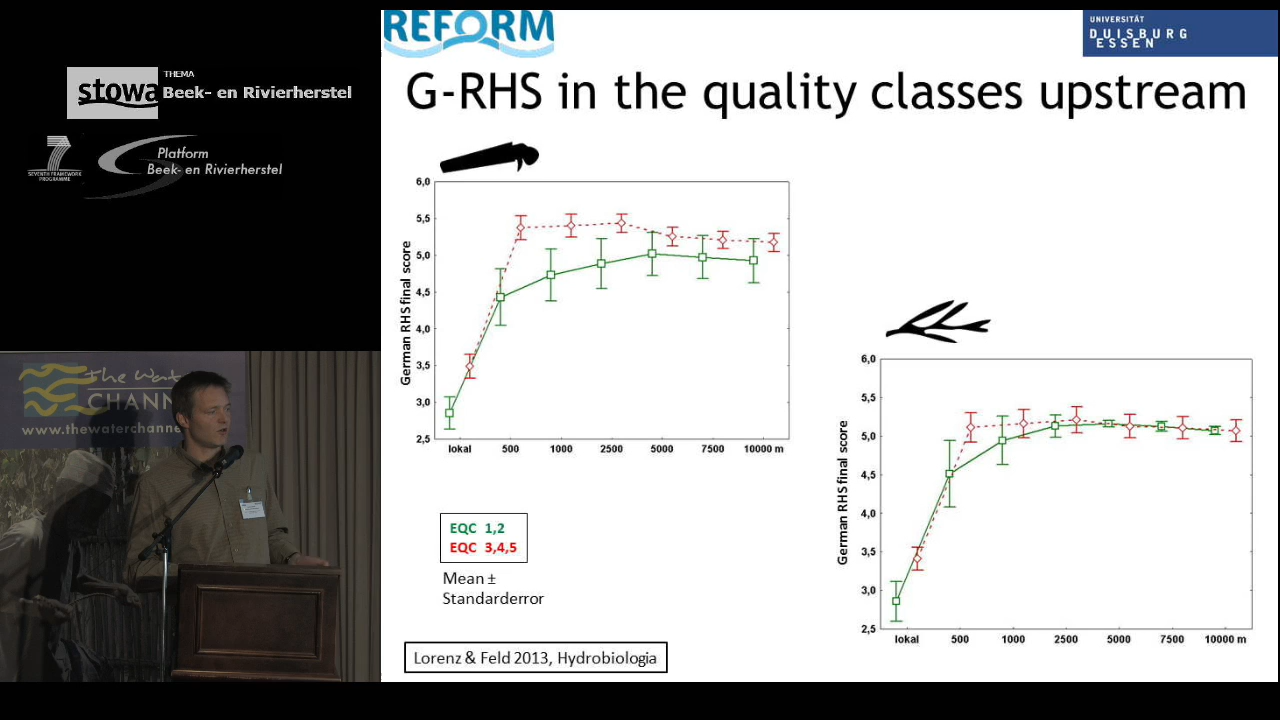 stowa
THEMA
Beek- en Rivierherstel
SEVENTH FRAMEWORK
PROGRAMME
Platform
Beek- en Rivierherstel
REFORM
UNIVERSITÄT
DUISBURG
ESSEN
G-RHS in the quality classes upstream
German RHS final score
6,0
5,5
5,0
4,5
4,0
3,5
3,0
2,5
lokal 500 1000 2500 5000 7500 10000 m
German RHS final score
6,0
5,5
5,0
4,5
4,0
3,5
3,0
2,5
lokal 500 1000 2500 5000 7500 10000 m
EQC 1,2
EQC 3,4,5
Mean ±
Standarderror
Lorenz & Feld 2013, Hydrobiologia
the Wat
CHANN
www.thewaterchanne